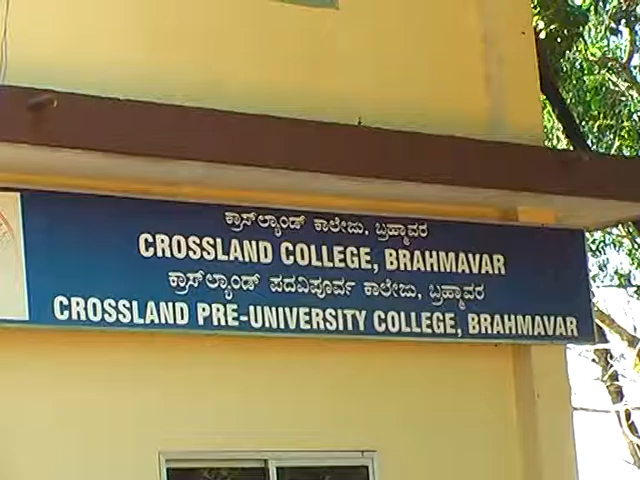 ಕ್ರಾಸ್‌ಲ್ಯಾಂಡ್ ಕಾಲೇಜು, ಬ್ರಹ್ಮಾವರ
CROSSLAND COLLEGE, BRAHMAVAR
ಕ್ರಾಸ್‌ಲ್ಯಾಂಡ್ ಪದವಿಪೂರ್ವ ಕಾಲೇಜು, ಬ್ರಹ್ಮಾವರ
CROSSLAND PRE-UNIVERSITY COLLEGE, BRAHMAVAR